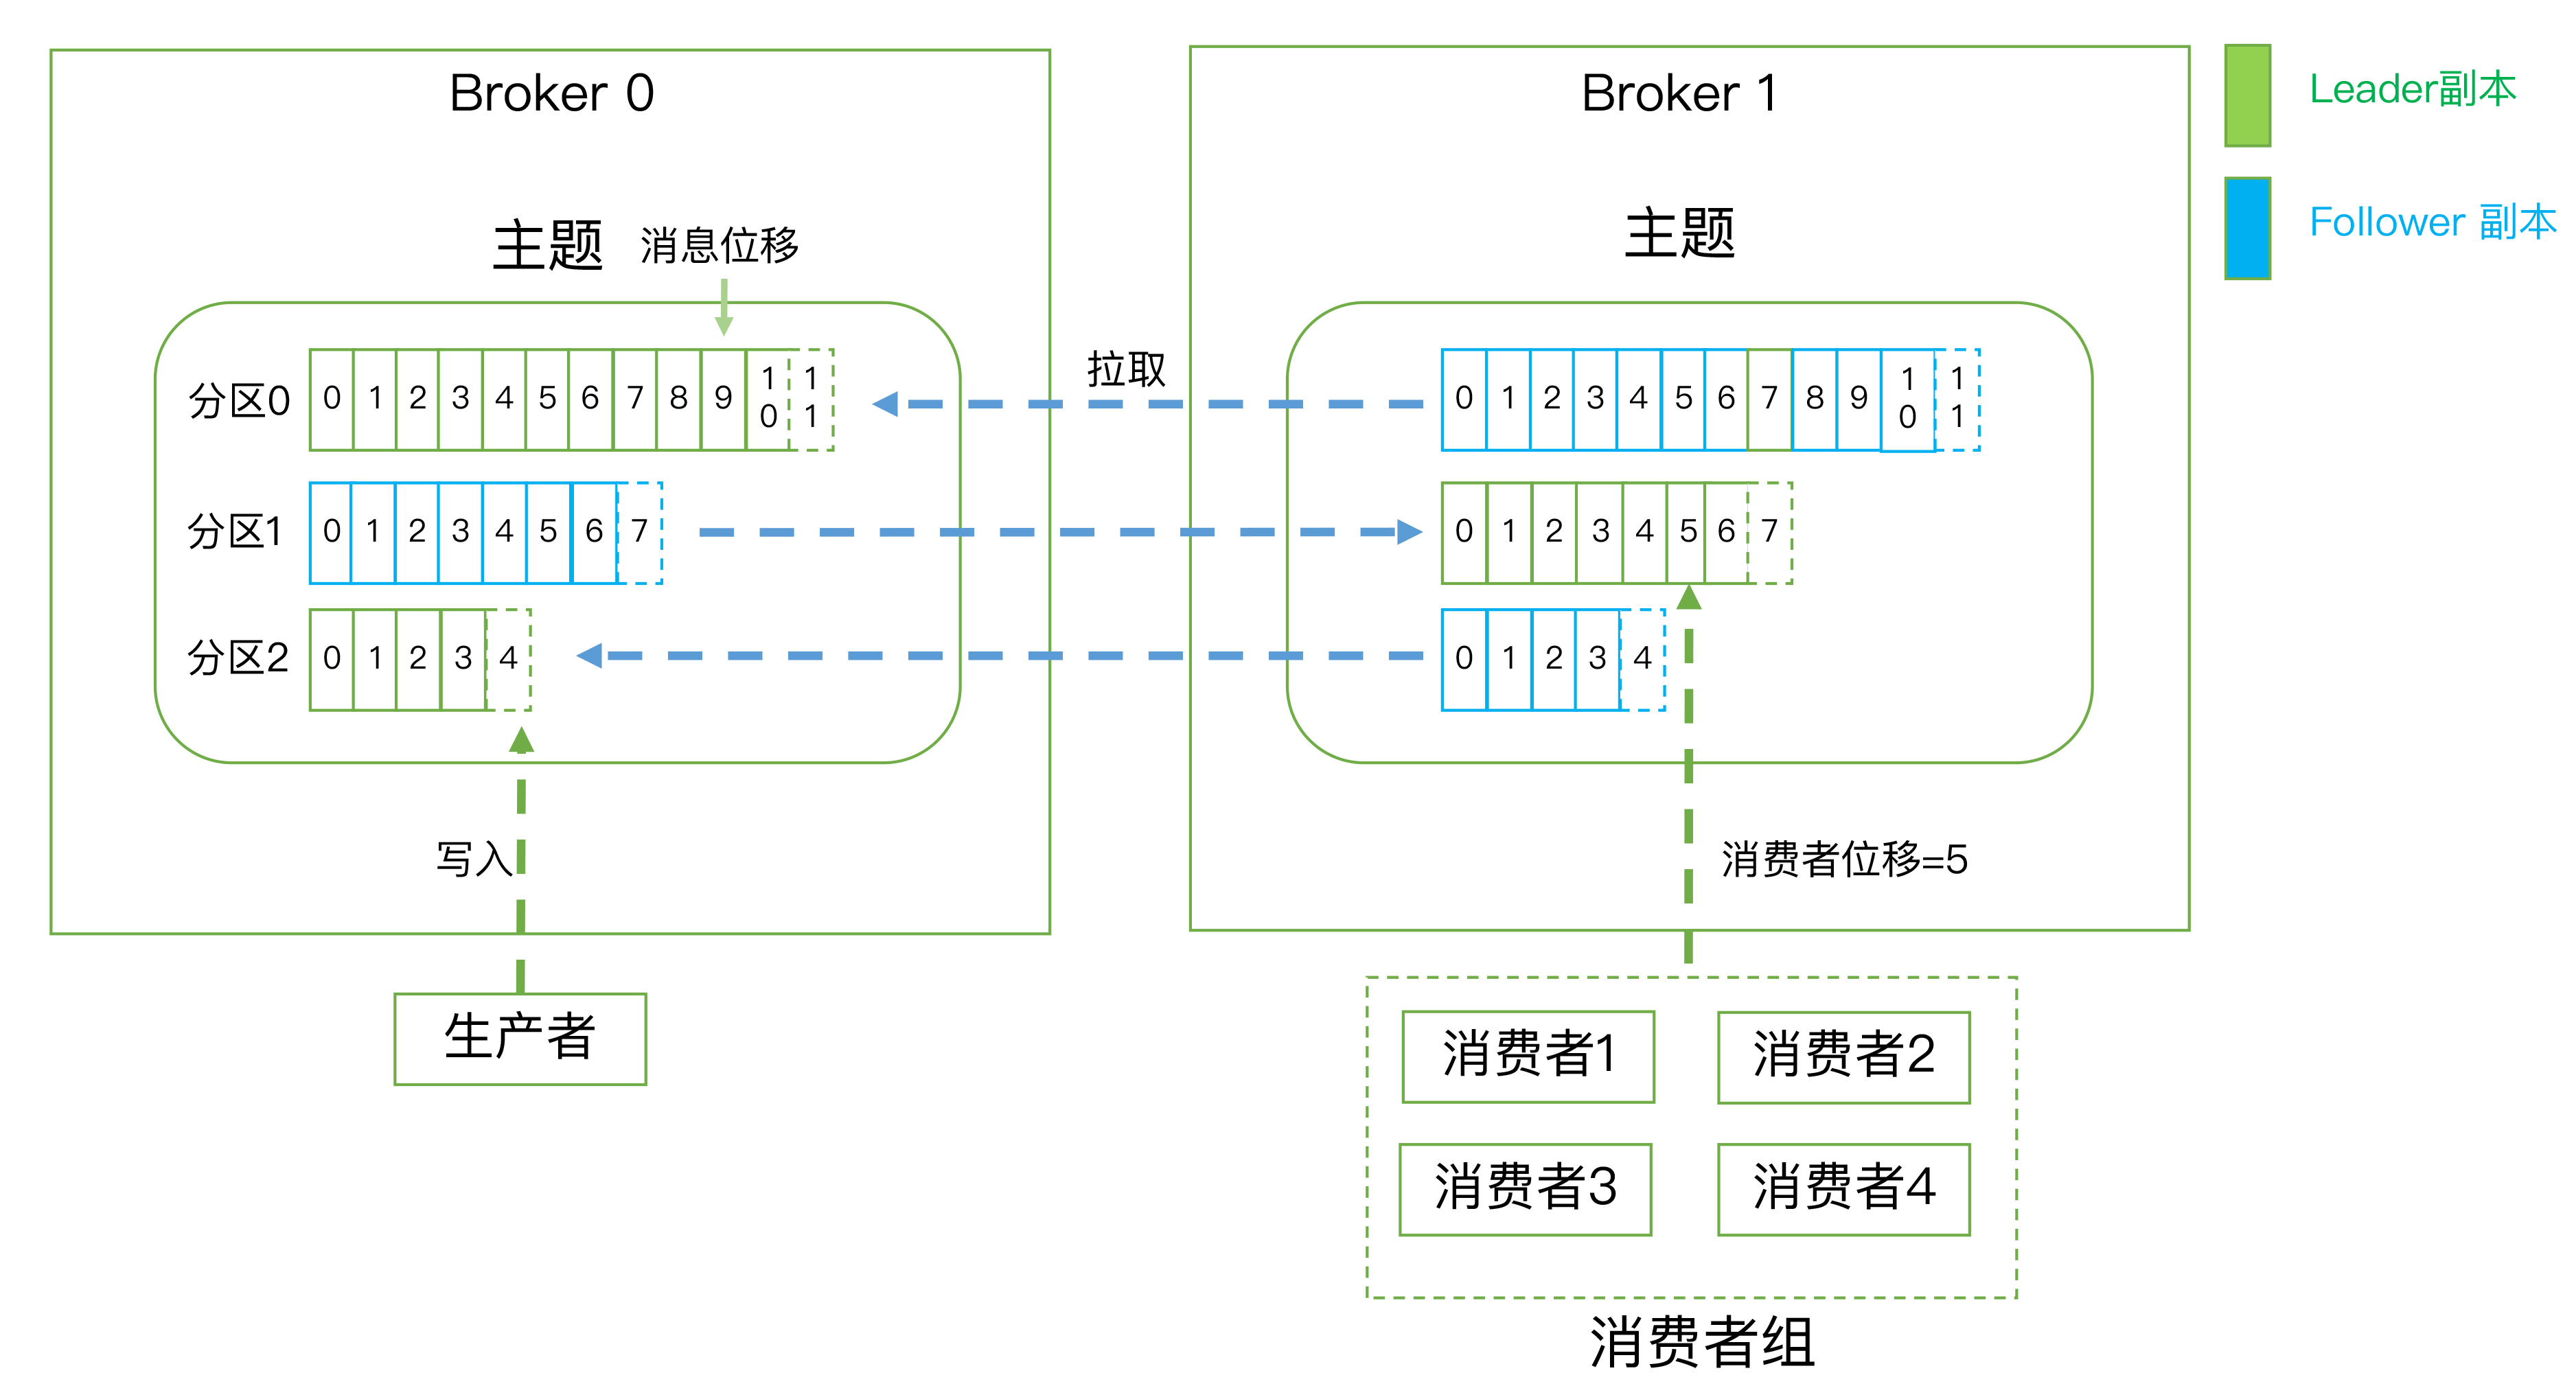 Broker 0
Broker 1
Leader副本
Follower 副本
主题
消息位移
主题
分区0
0 1 2 3 4 5 6 7 8 9 10 11
拉取
0 1 2 3 4 5 6 7 8 9 10 11
分区1
0 1 2 3 4 5 6 7
0 1 2 3 4 5 6 7
分区2
0 1 2 3 4
0 1 2 3 4
写入
消费者位移=5
生产者
消费者1
消费者2
消费者3
消费者4
消费者组